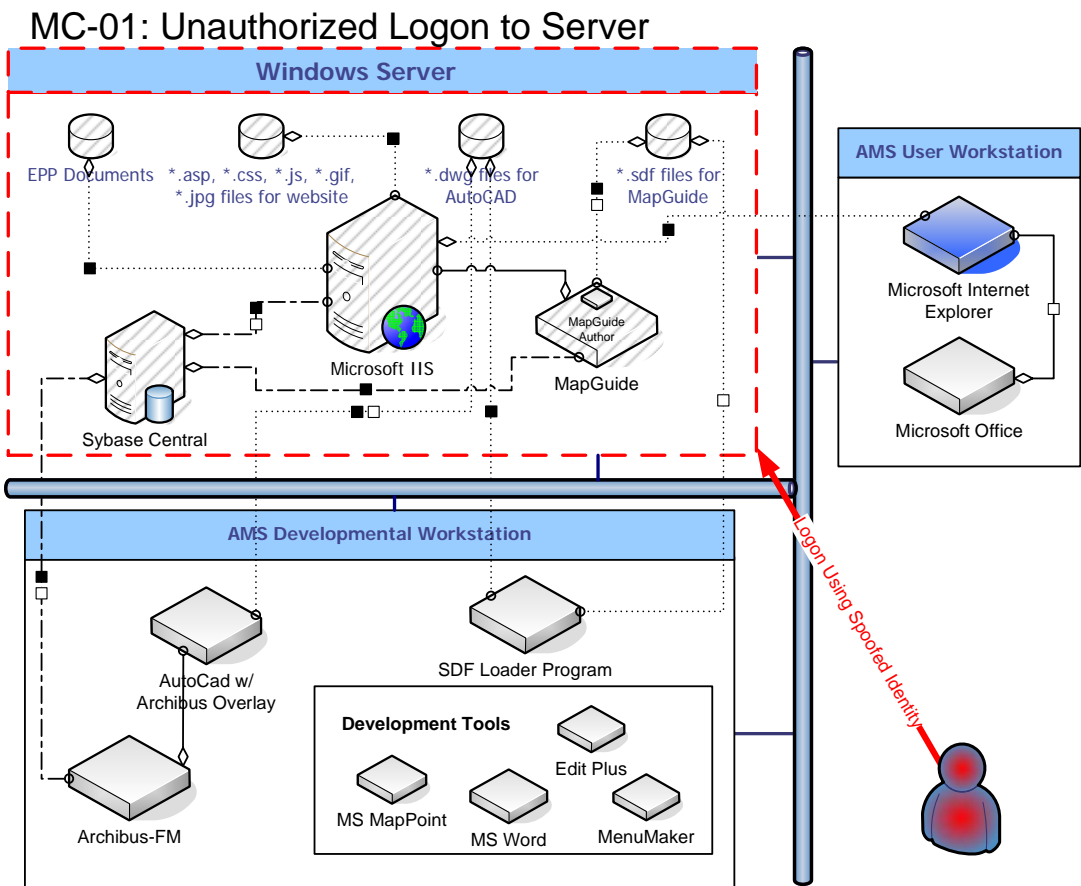 MC-01: Unauthorized Logon to Server
Windows Server
EPP Documents
*.asp, *.css, *.js, *.gif,
*.jpg files for website
*.dwg files for
AutoCAD
*.sdf files for
MapGuide
Microsoft IIS
MapGuide
Author
MapGuide
Sybase Central
AMS User Workstation
Microsoft Internet
Explorer
Microsoft Office
Logon Using Spoofed Identity
AMS Developmental Workstation
AutoCad w/
Archibus Overlay
SDF Loader Program
Archibus-FM
Development Tools
Edit Plus
MS MapPoint
MS Word
MenuMaker